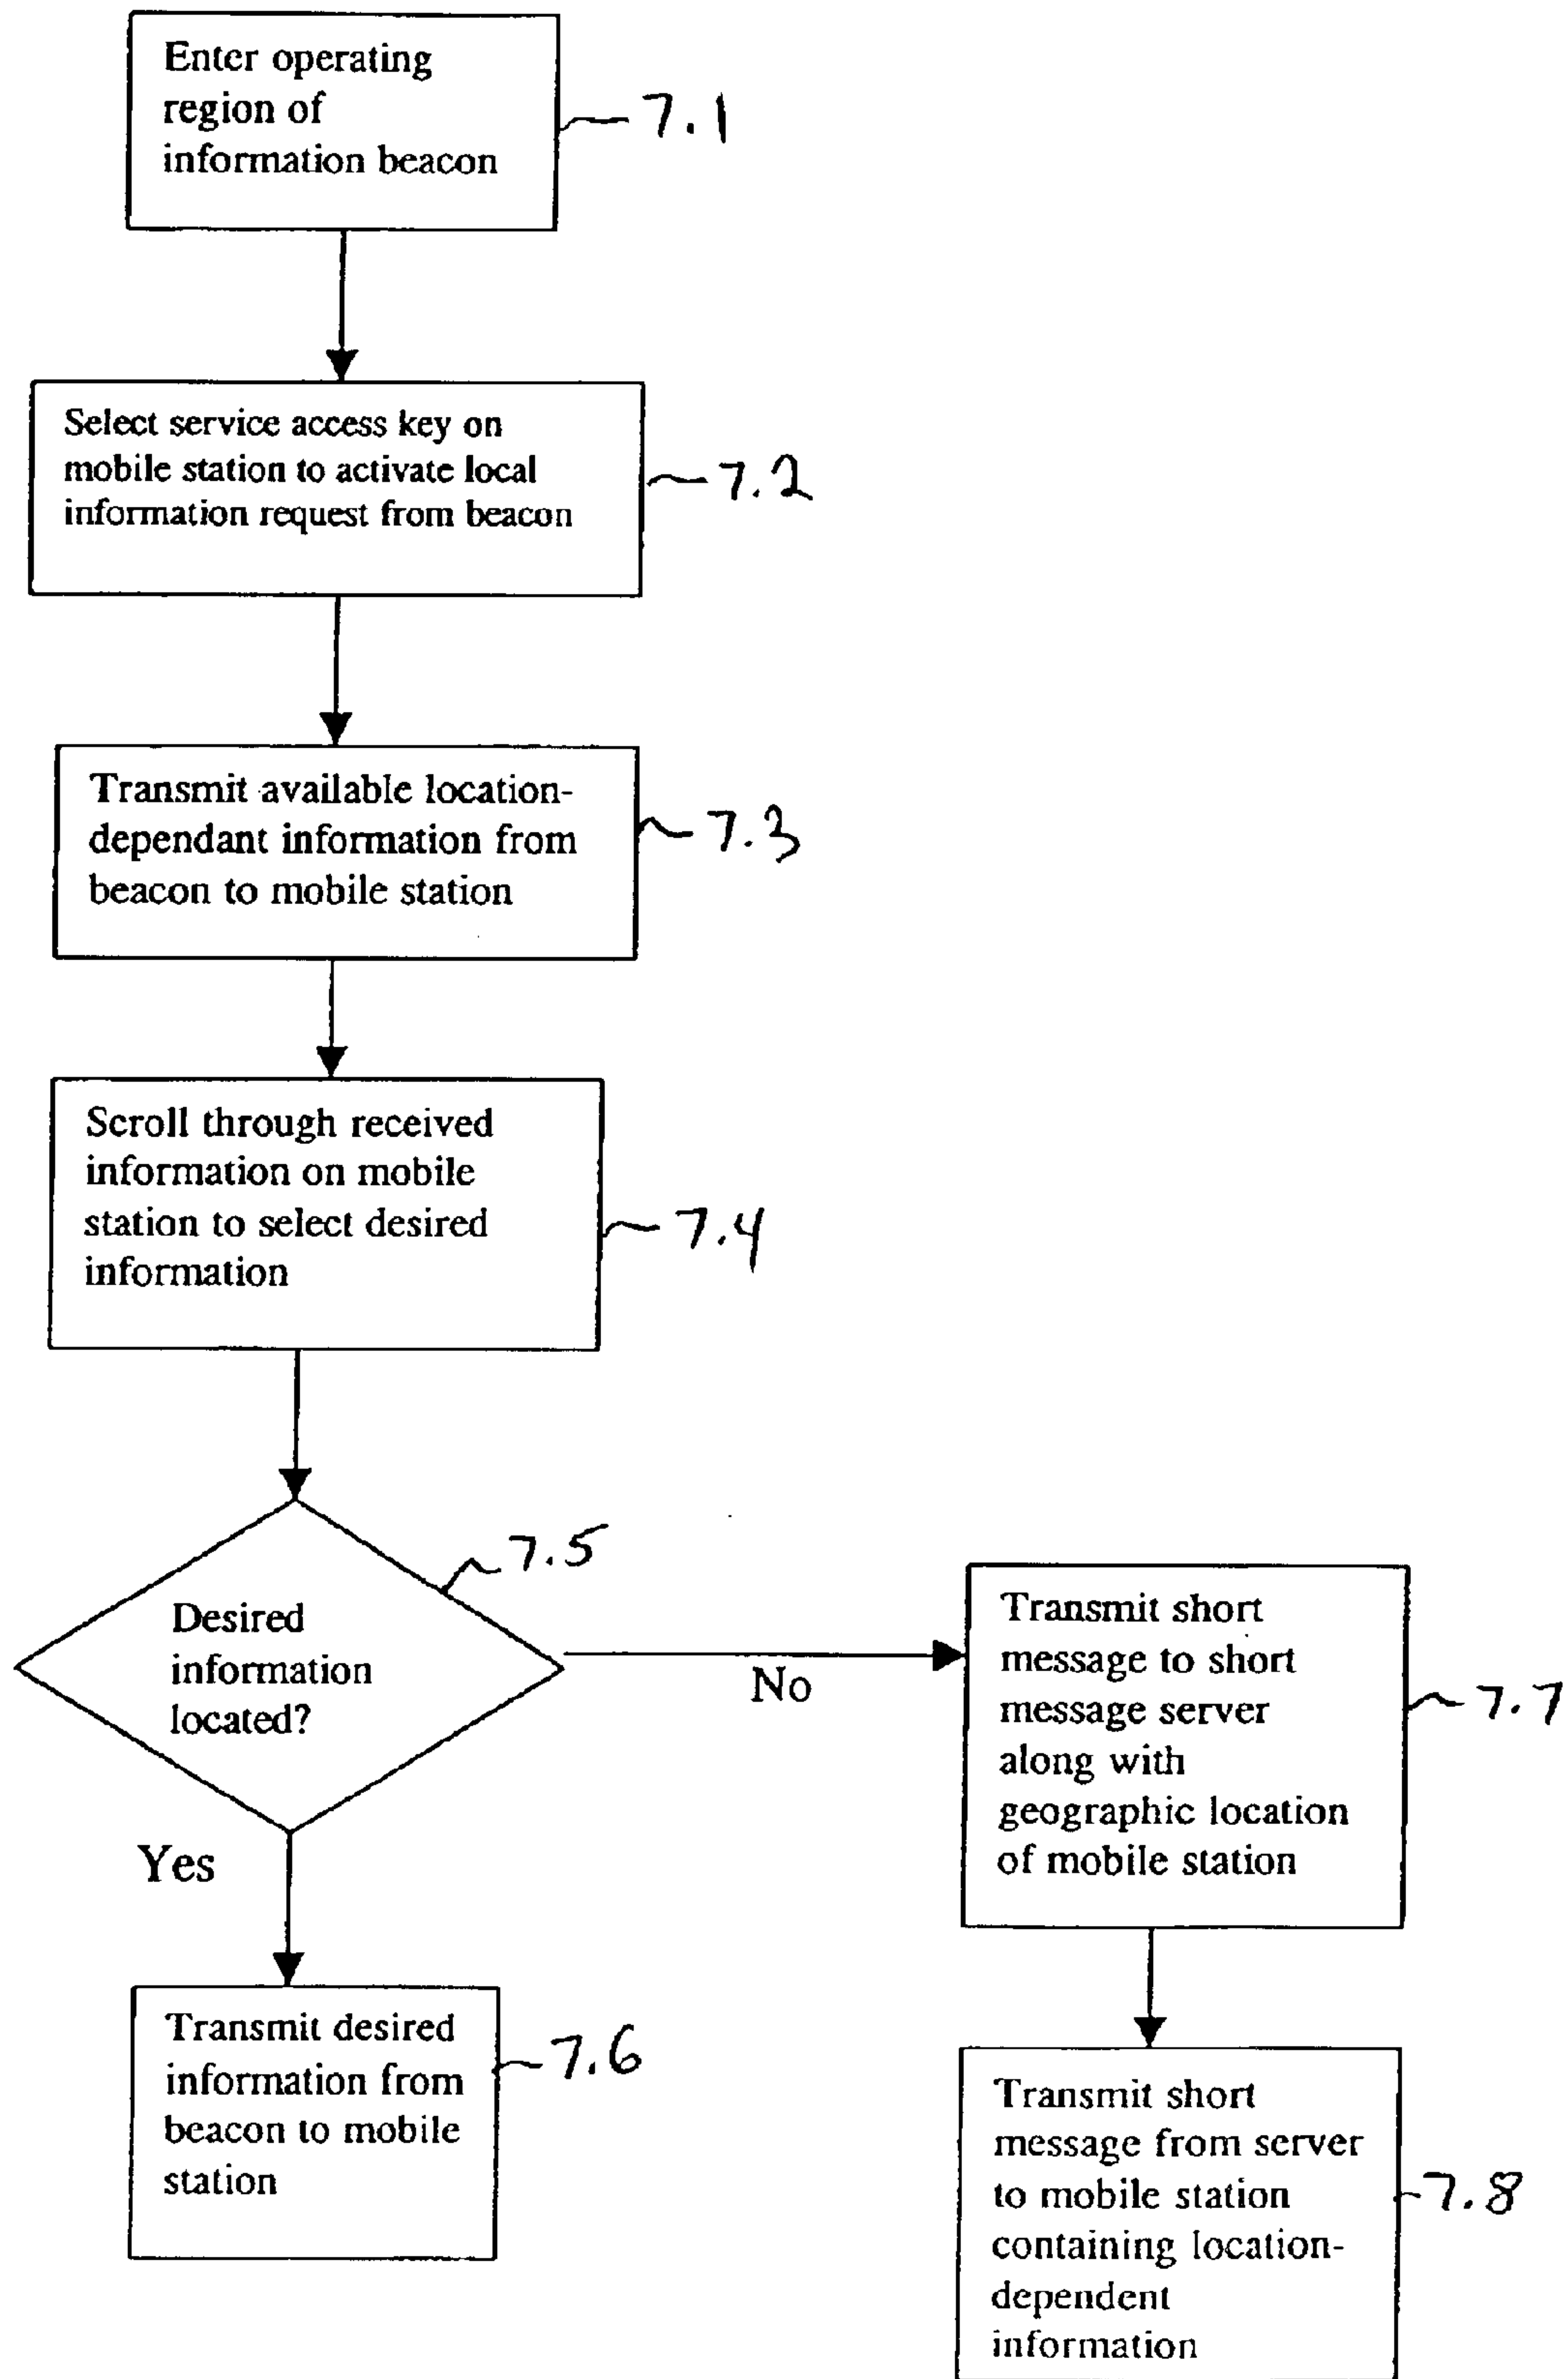 Enter operating
region of
information beacon
7.1
Select service access key on
mobile station to activate local
information request from beacon
7.2
Transmit available location-
dependant information from
beacon to mobile station
7.3
Scroll through received
information on mobile
station to select desired
information
7.4
Desired
information
located?
7.5
No
Yes
Transmit desired
information from
beacon to mobile
station
7.6
Transmit short
message to short
message server
along with
geographic location
of mobile station
7.7
Transmit short
message from server
to mobile station
containing location-
dependent
information
7.8